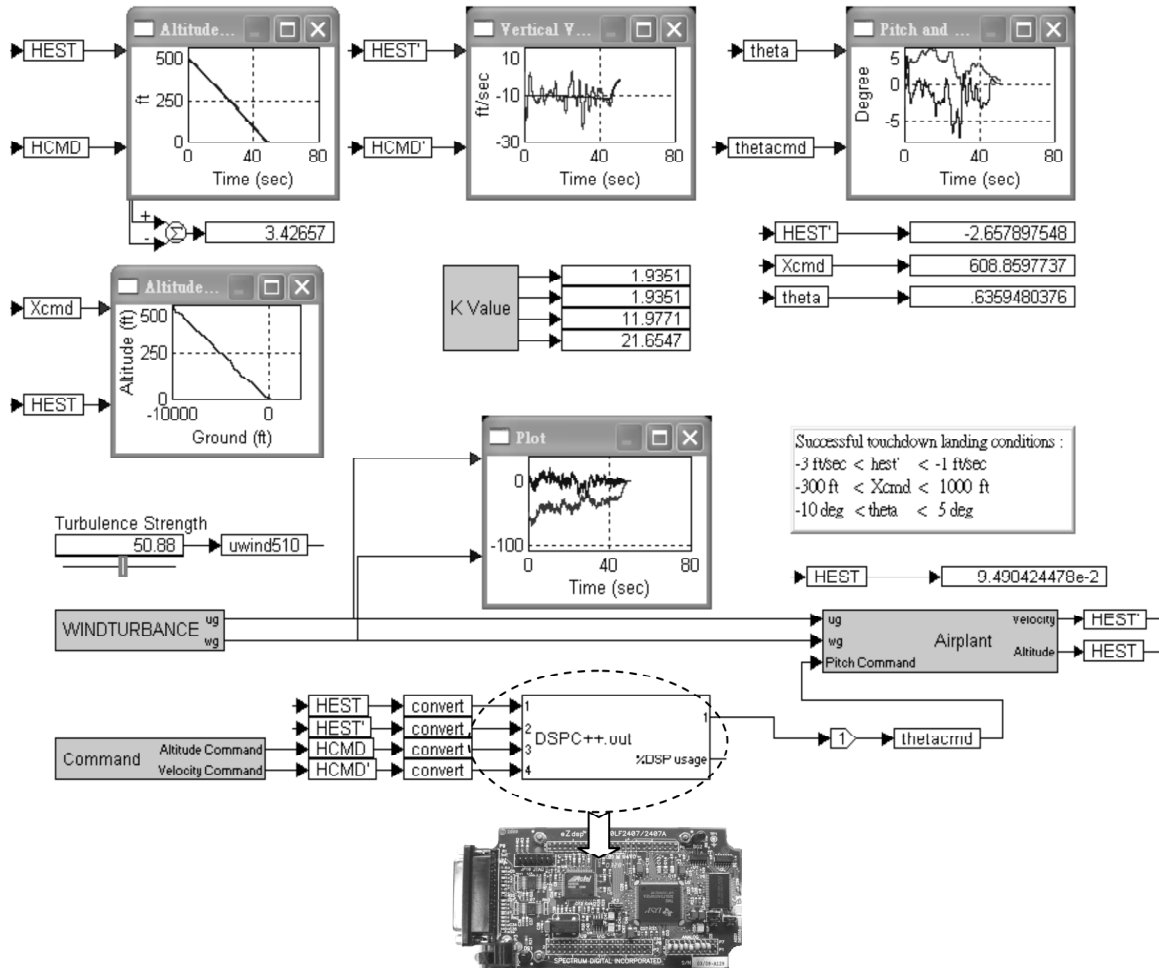 Altitude...
Vertical V...
Pitch and ...
HEST
HCMD
ft
500
250
0
0
40
80
Time (sec)
HEST'
HCMD'
ft/sec
10
-10
-30
0
40
80
Time (sec)
theta
thetacmd
Degree
5
0
-5
0
40
80
Time (sec)
+
-
Σ
3.42657
HEST'
-2.657897548
Xcmd
608.8597737
theta
.6359480376
Xcmd
HEST
Altitude...
Altitude (ft)
500
250
0
-10000
0
Ground (ft)
K Value
1.9351
1.9351
11.9771
21.6547
Plot
0
-100
0
40
80
Time (sec)
Successful touchdown landing conditions :
-3 ft/sec < hest' < -1 ft/sec
-300 ft < Xcmd < 1000 ft
-10 deg < theta < 5 deg
Turbulence Strength
50.88
uwind510
HEST
9.490424478e-2
WINDTURBANCE
ug
wg
ug
wg
Pitch Command
Airplant
Velocity
Altitude
HEST'
HEST
Command
Altitude Command
Velocity Command
HEST
HEST'
HCMD
HCMD'
convert
convert
convert
convert
1
2
3
4
DSPC++.out
1
%DSP usage
1
thetacmd
eZdsp
LF2407/2407A
Actel
ANALOG
SPECTRUM DIGITAL INCORPORATED